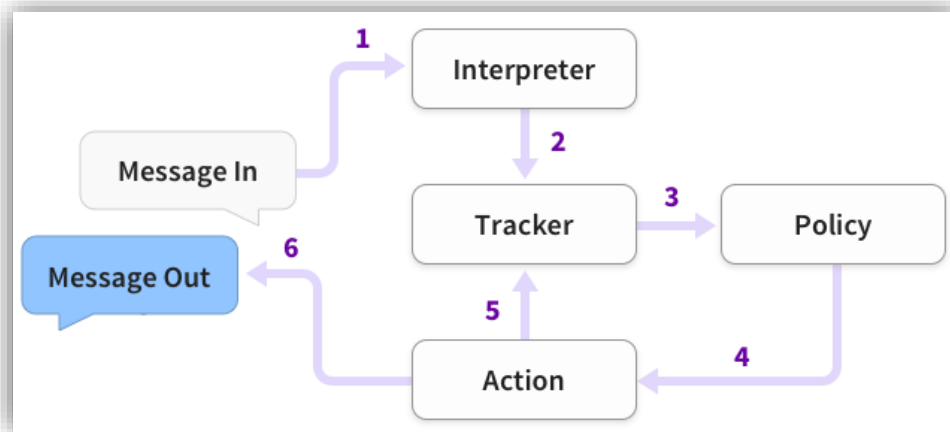 1
Interpreter
2
Message In
3
Tracker
Policy
6
Message Out
5
4
Action